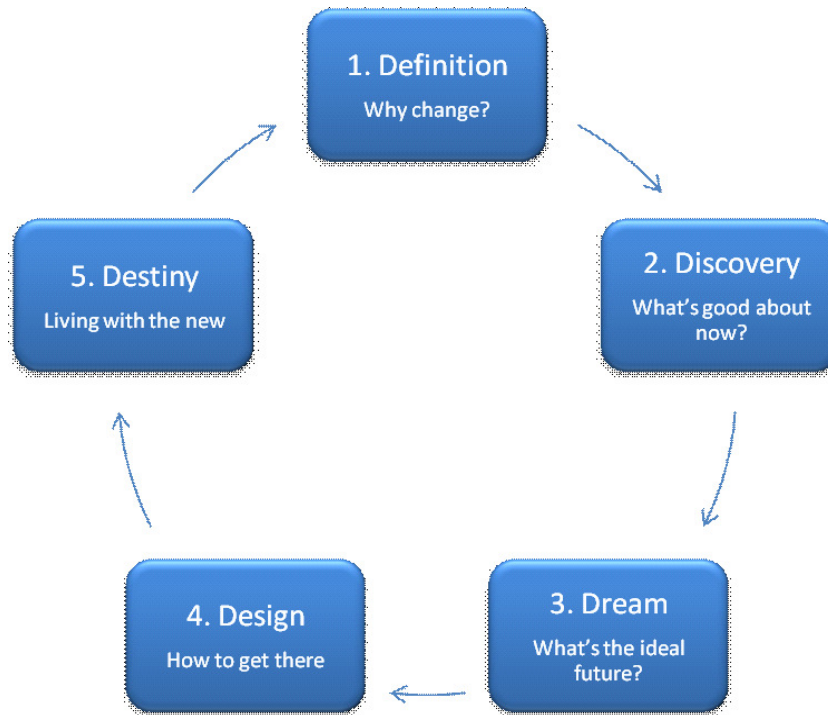 1. Definition
Why change?
2. Discovery
What's good about
now?
3. Dream
What's the ideal
future?
4. Design
How to get there
5. Destiny
Living with the new